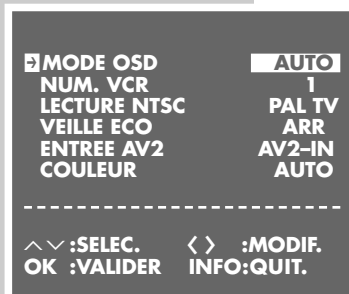 MODE OSD AUTO
NUM. VCR 1
LECTURE NTSC PAL TV
VEILLE ECO ARR
ENTREE AV2 AV2–IN
COULEUR AUTO
:SELEC. :MODIF.
OK :VALIDER INFO:QUIT.